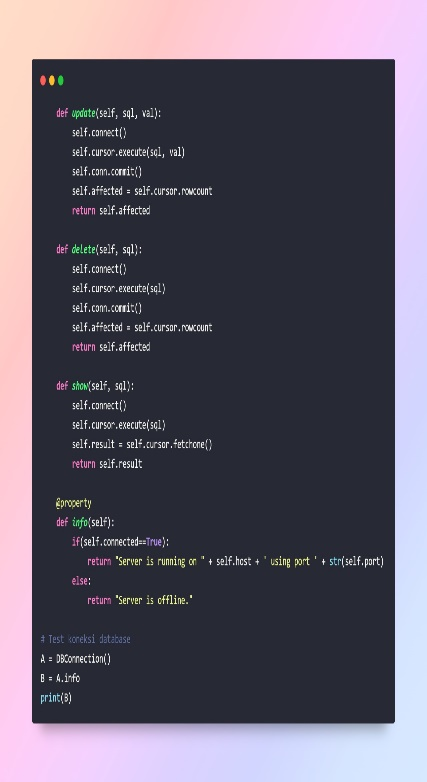 def update(self, sql, val):
self.connect()
self.cursor.execute(sql, val)
self.conn.commit()
self.affected = self.cursor.rowcount
return self.affected
def delete(self, sql):
self.connect()
self.cursor.execute(sql)
self.conn.commit()
self.affected = self.cursor.rowcount
return self.affected
def show(self, sql):
self.connect()
self.cursor.execute(sql)
self.result = self.cursor.fetchone()
return self.result
@property
def info(self):
if(self.connected==True):
return "Server is running on " + self.host + ' using port ' + str(self.port)
else:
return "Server is offline."
# Test koneksi database
A = DBConnection()
B = A.info
print(B)